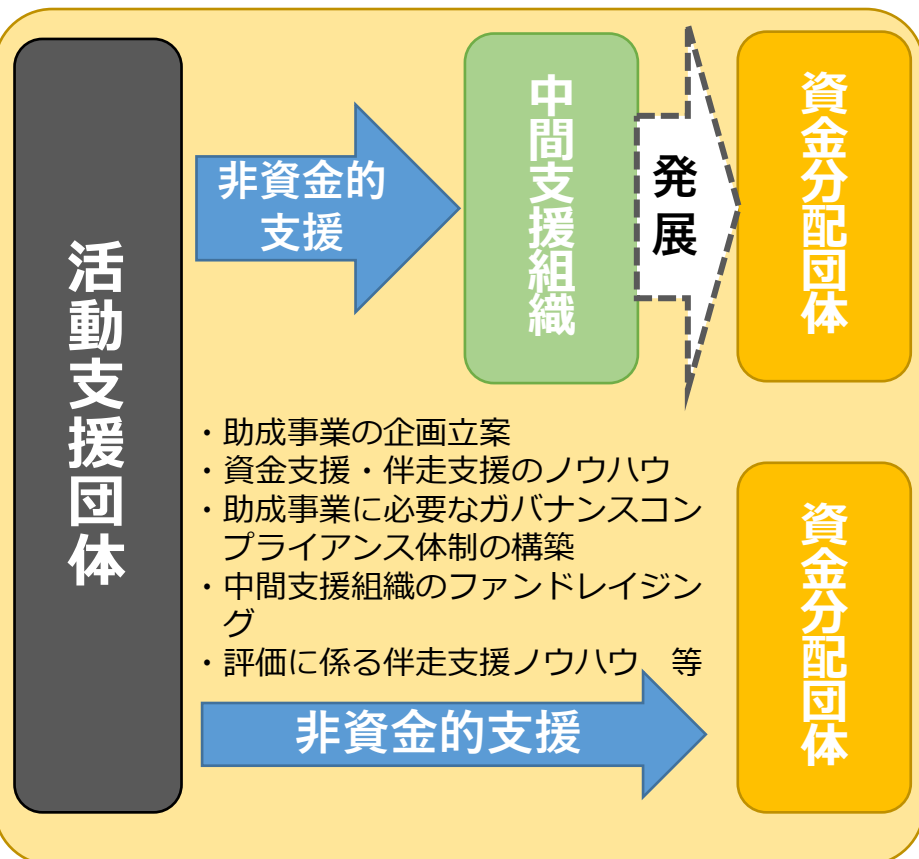 活動支援団体
非資金的
支援
中間支援組織
発展
資金分配団体
・助成事業の企画立案
・資金支援・伴走支援のノウハウ
・助成事業に必要なガバナンスコン
プライアンス体制の構築
・中間支援組織のファンドレイジン
グ
・評価に係る伴走支援ノウハウ　等
非資金的支援
資金分配団体